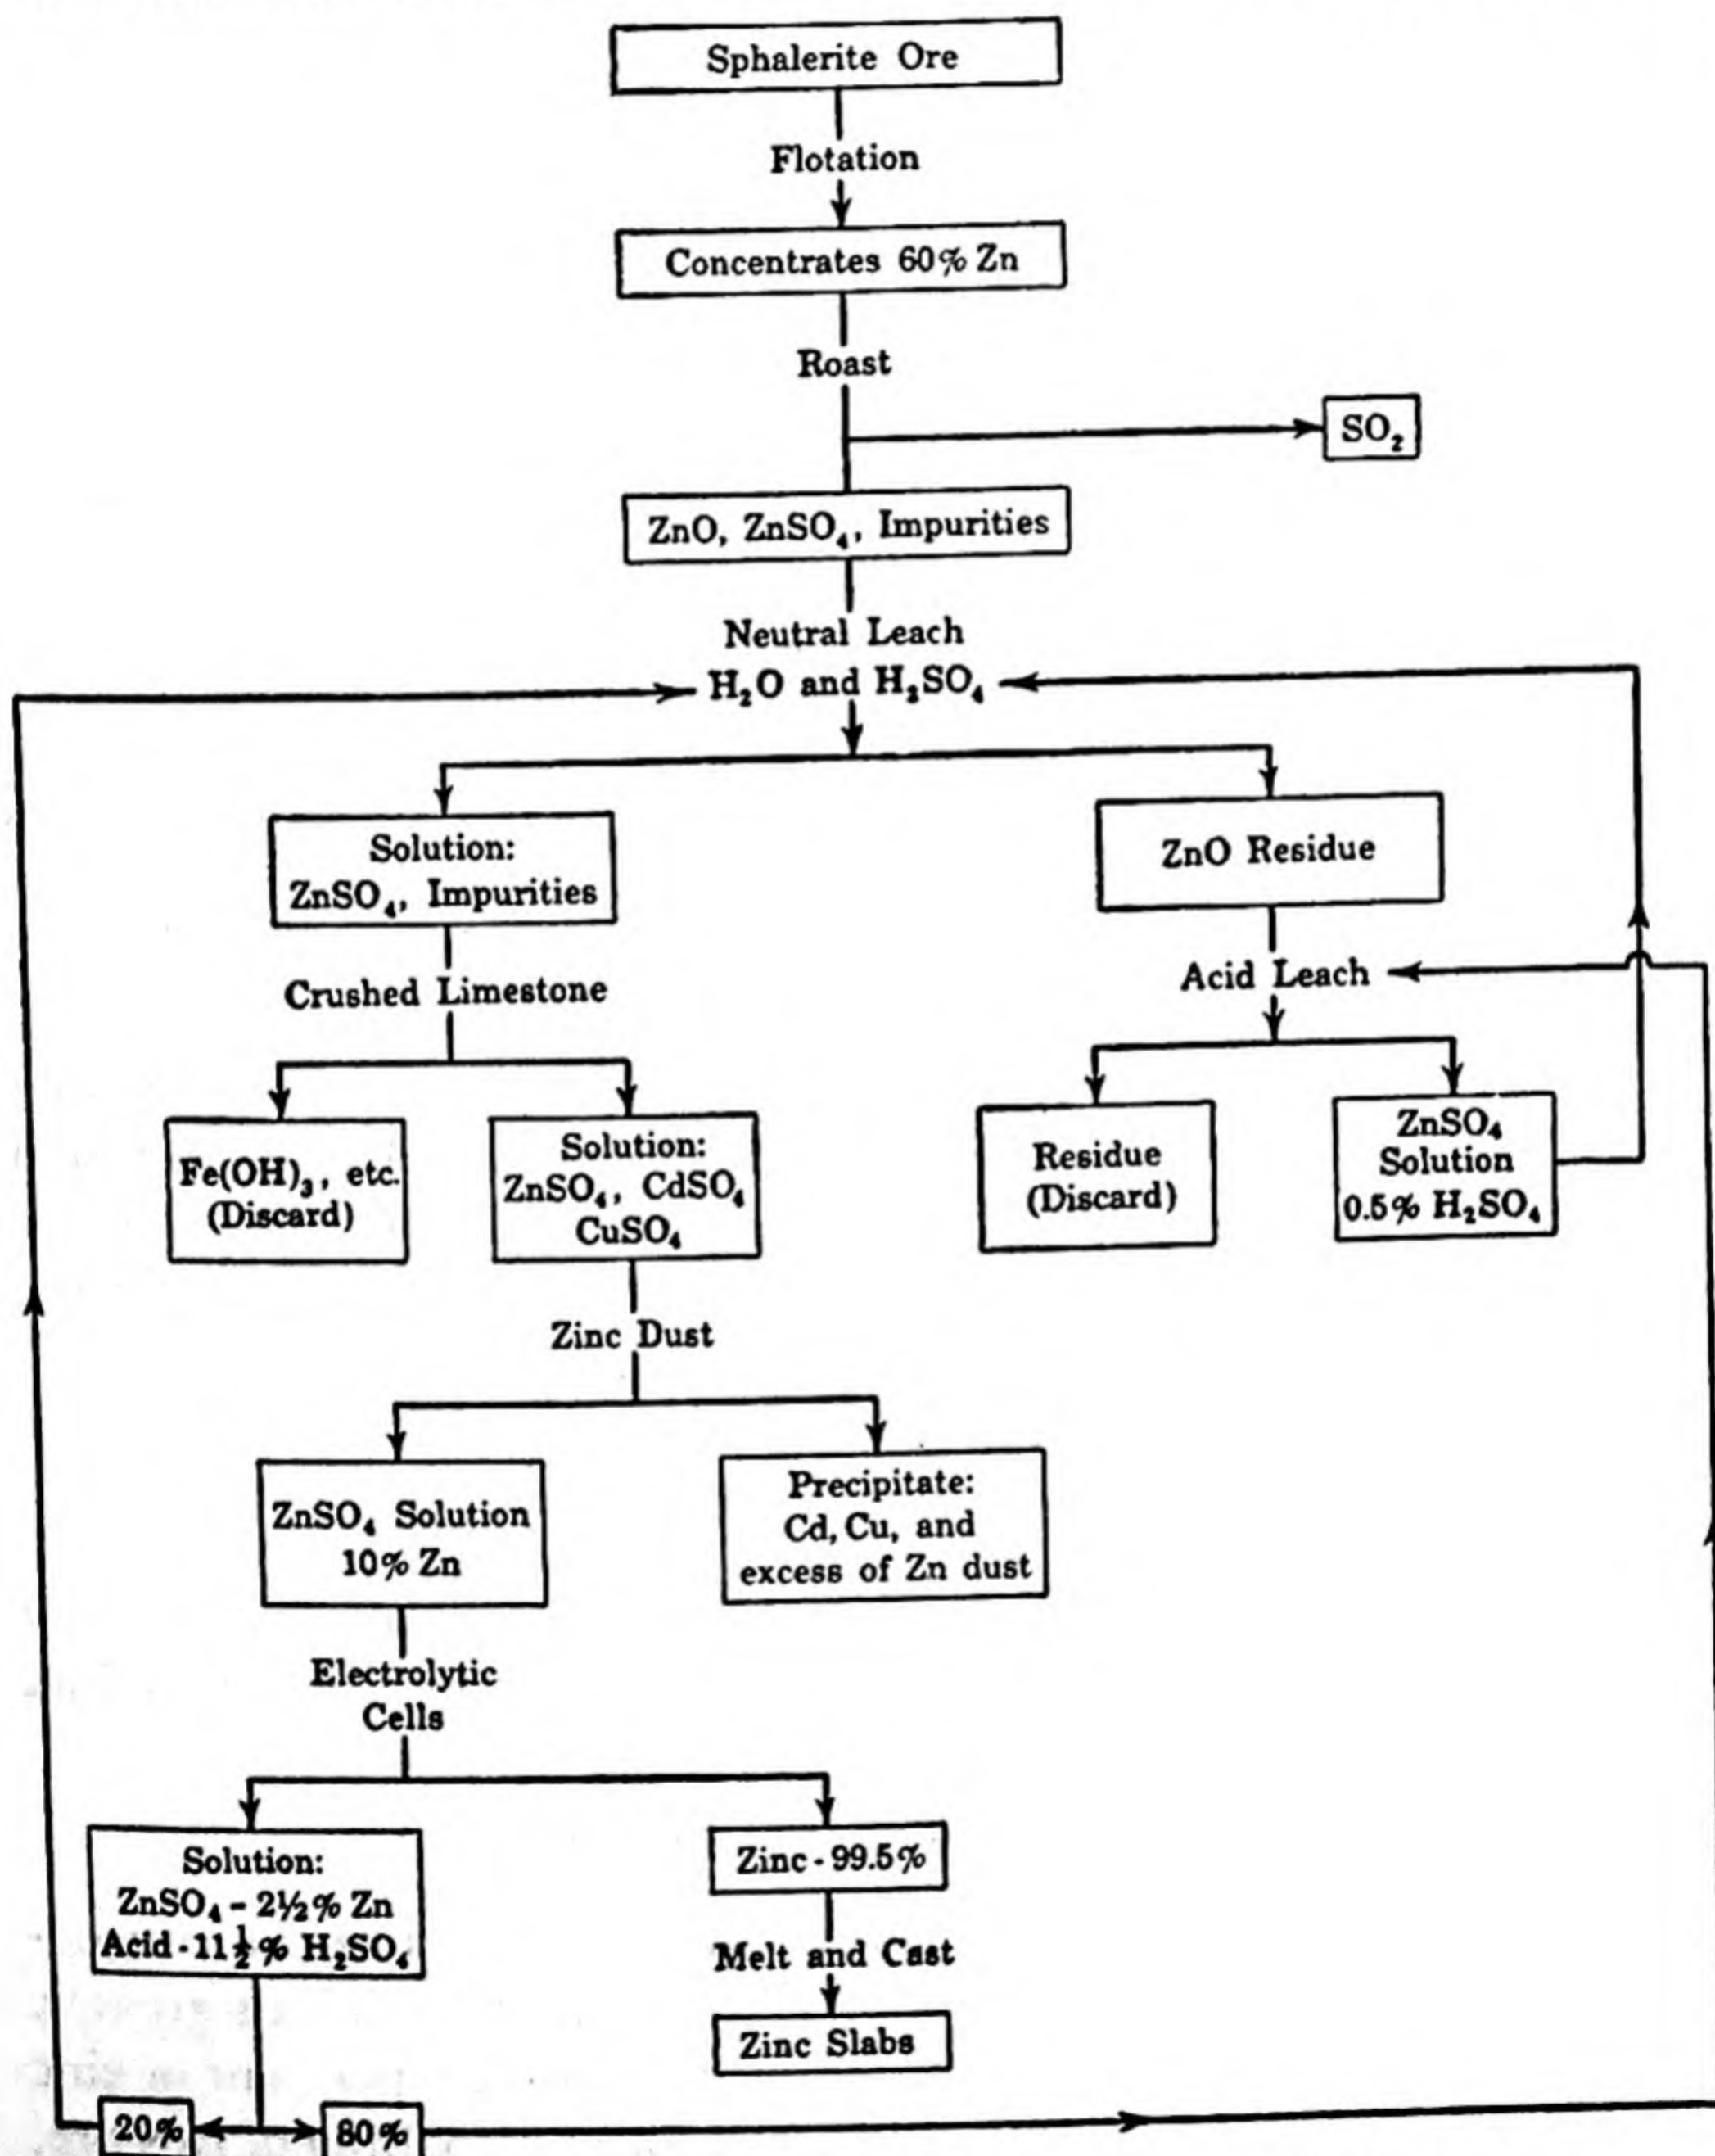 Sphalerite Ore
Flotation
Concentrates 60% Zn
Roast
SO₂
ZnO, ZnSO₄, Impurities
Neutral Leach
H₂O and H₂SO₄
Solution:
ZnSO₄, Impurities
ZnO Residue
Crushed Limestone
Acid Leach
Fe(OH)₃, etc.
(Discard)
Solution:
ZnSO₄, CdSO₄
CuSO₄
Residue
(Discard)
ZnSO₄
Solution
0.5% H₂SO₄
Zinc Dust
ZnSO₄ Solution
10% Zn
Precipitate:
Cd, Cu, and
excess of Zn dust
Electrolytic
Cells
Solution:
ZnSO₄ - 2½% Zn
Acid - 11½% H₂SO₄
Zinc - 99.5%
Melt and Cast
Zinc Slabs
20%
80%